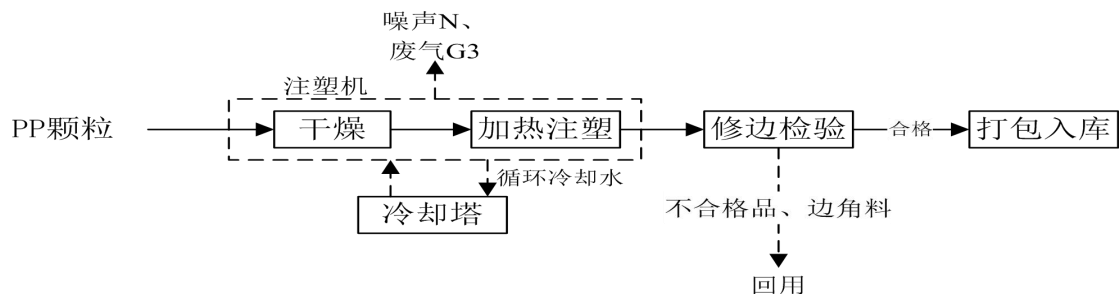 噪声N、
废气G3
注塑机
PP颗粒
干燥
加热注塑
修边检验
合格
打包入库
循环冷却水
冷却塔
不合格品、边角料
回用